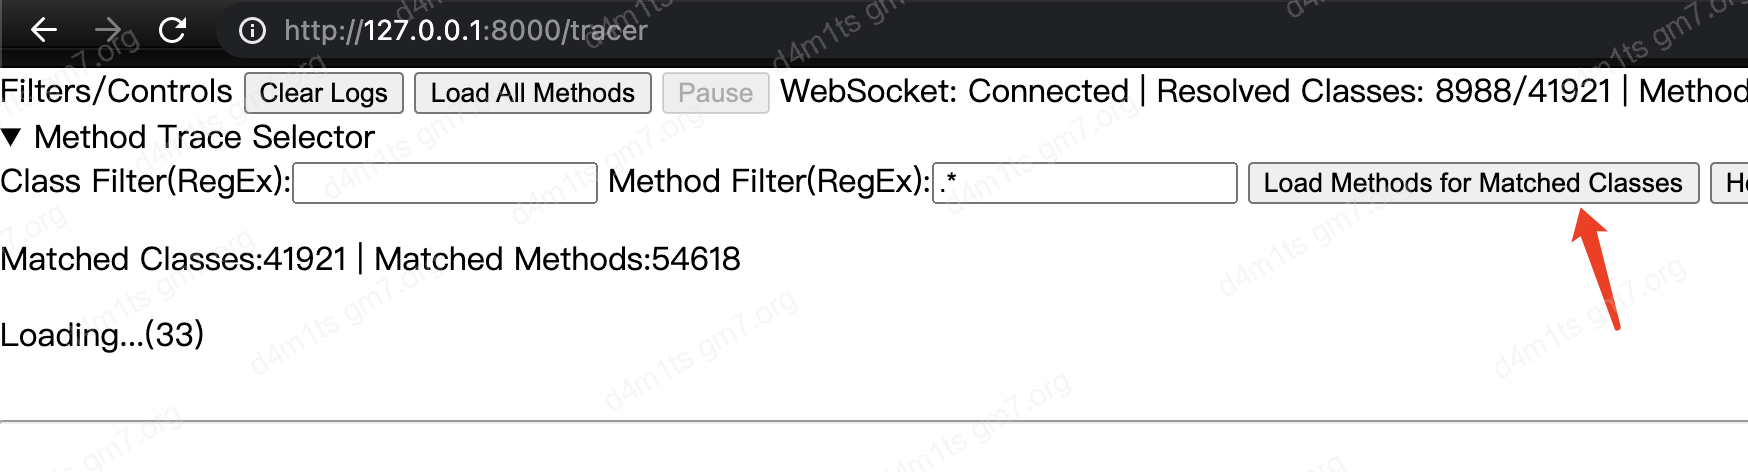 http://127.0.0.1:8000/tracer
Filters/Controls Clear Logs Load All Methods Pause WebSocket: Connected | Resolved Classes: 8988/41921 | Method
▼ Method Trace Selector
Class Filter(RegEx): Method Filter(RegEx): .* Load Methods for Matched Classes
Matched Classes:41921 | Matched Methods:54618
Loading...(33)
d4m1ts gm7.org